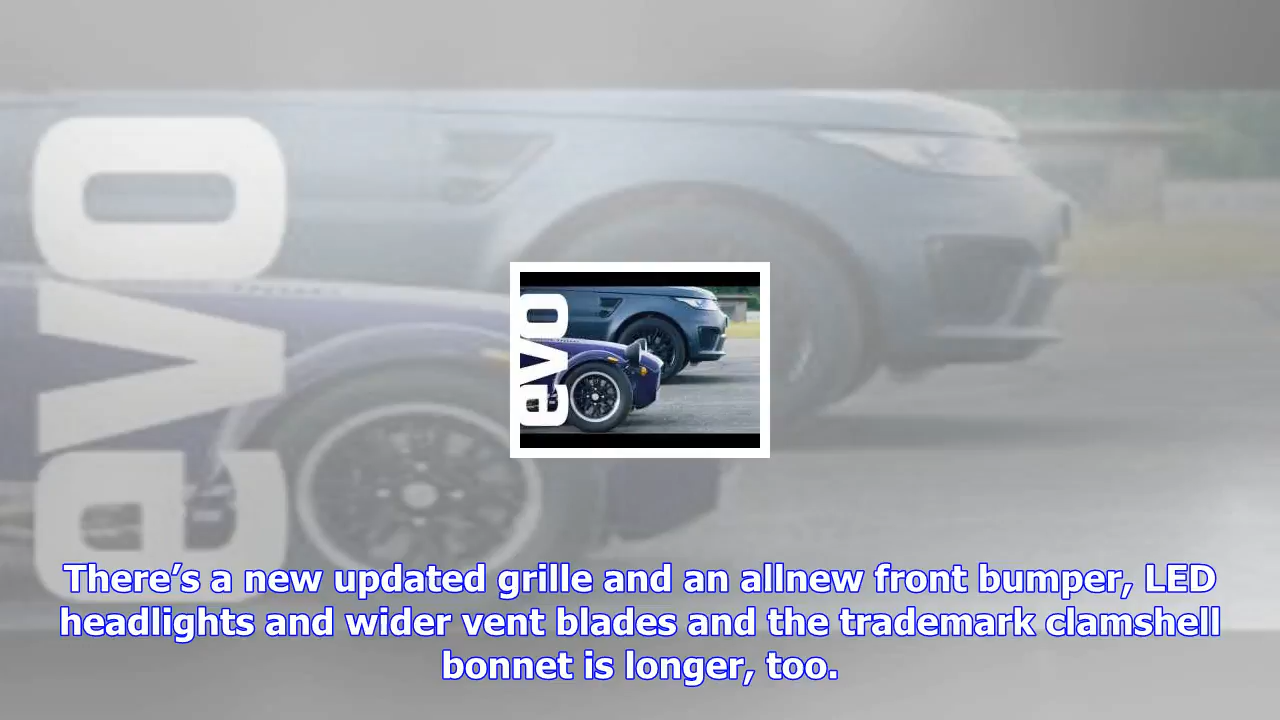 evo
evo
There’s a new updated grille and an allnew front bumper, LED
headlights and wider vent blades and the trademark clamshell
bonnet is longer, too.